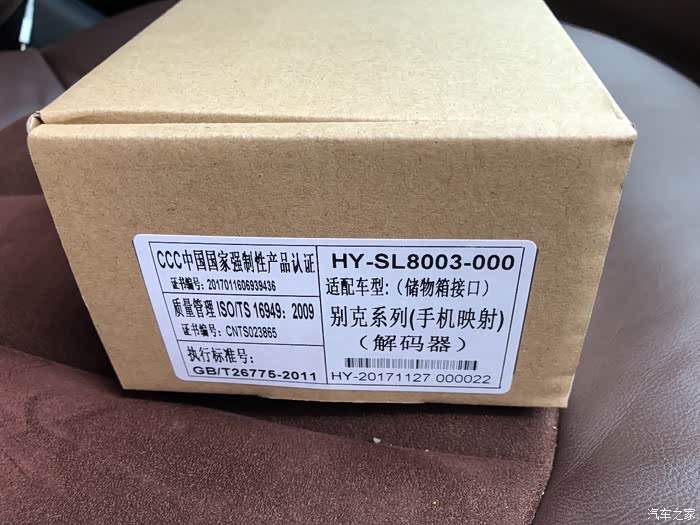 CCC中国国家强制性产品认证
证书编号：2017011606939436
质量管理 ISO/TS 16949：2009
证书编号：CNTS023865
执行标准号：
GB/T26775-2011
HY-SL8003-000
适配车型：（储物箱接口）
别克系列(手机映射)
（解码器）
HY-20171127 000022
汽车之家